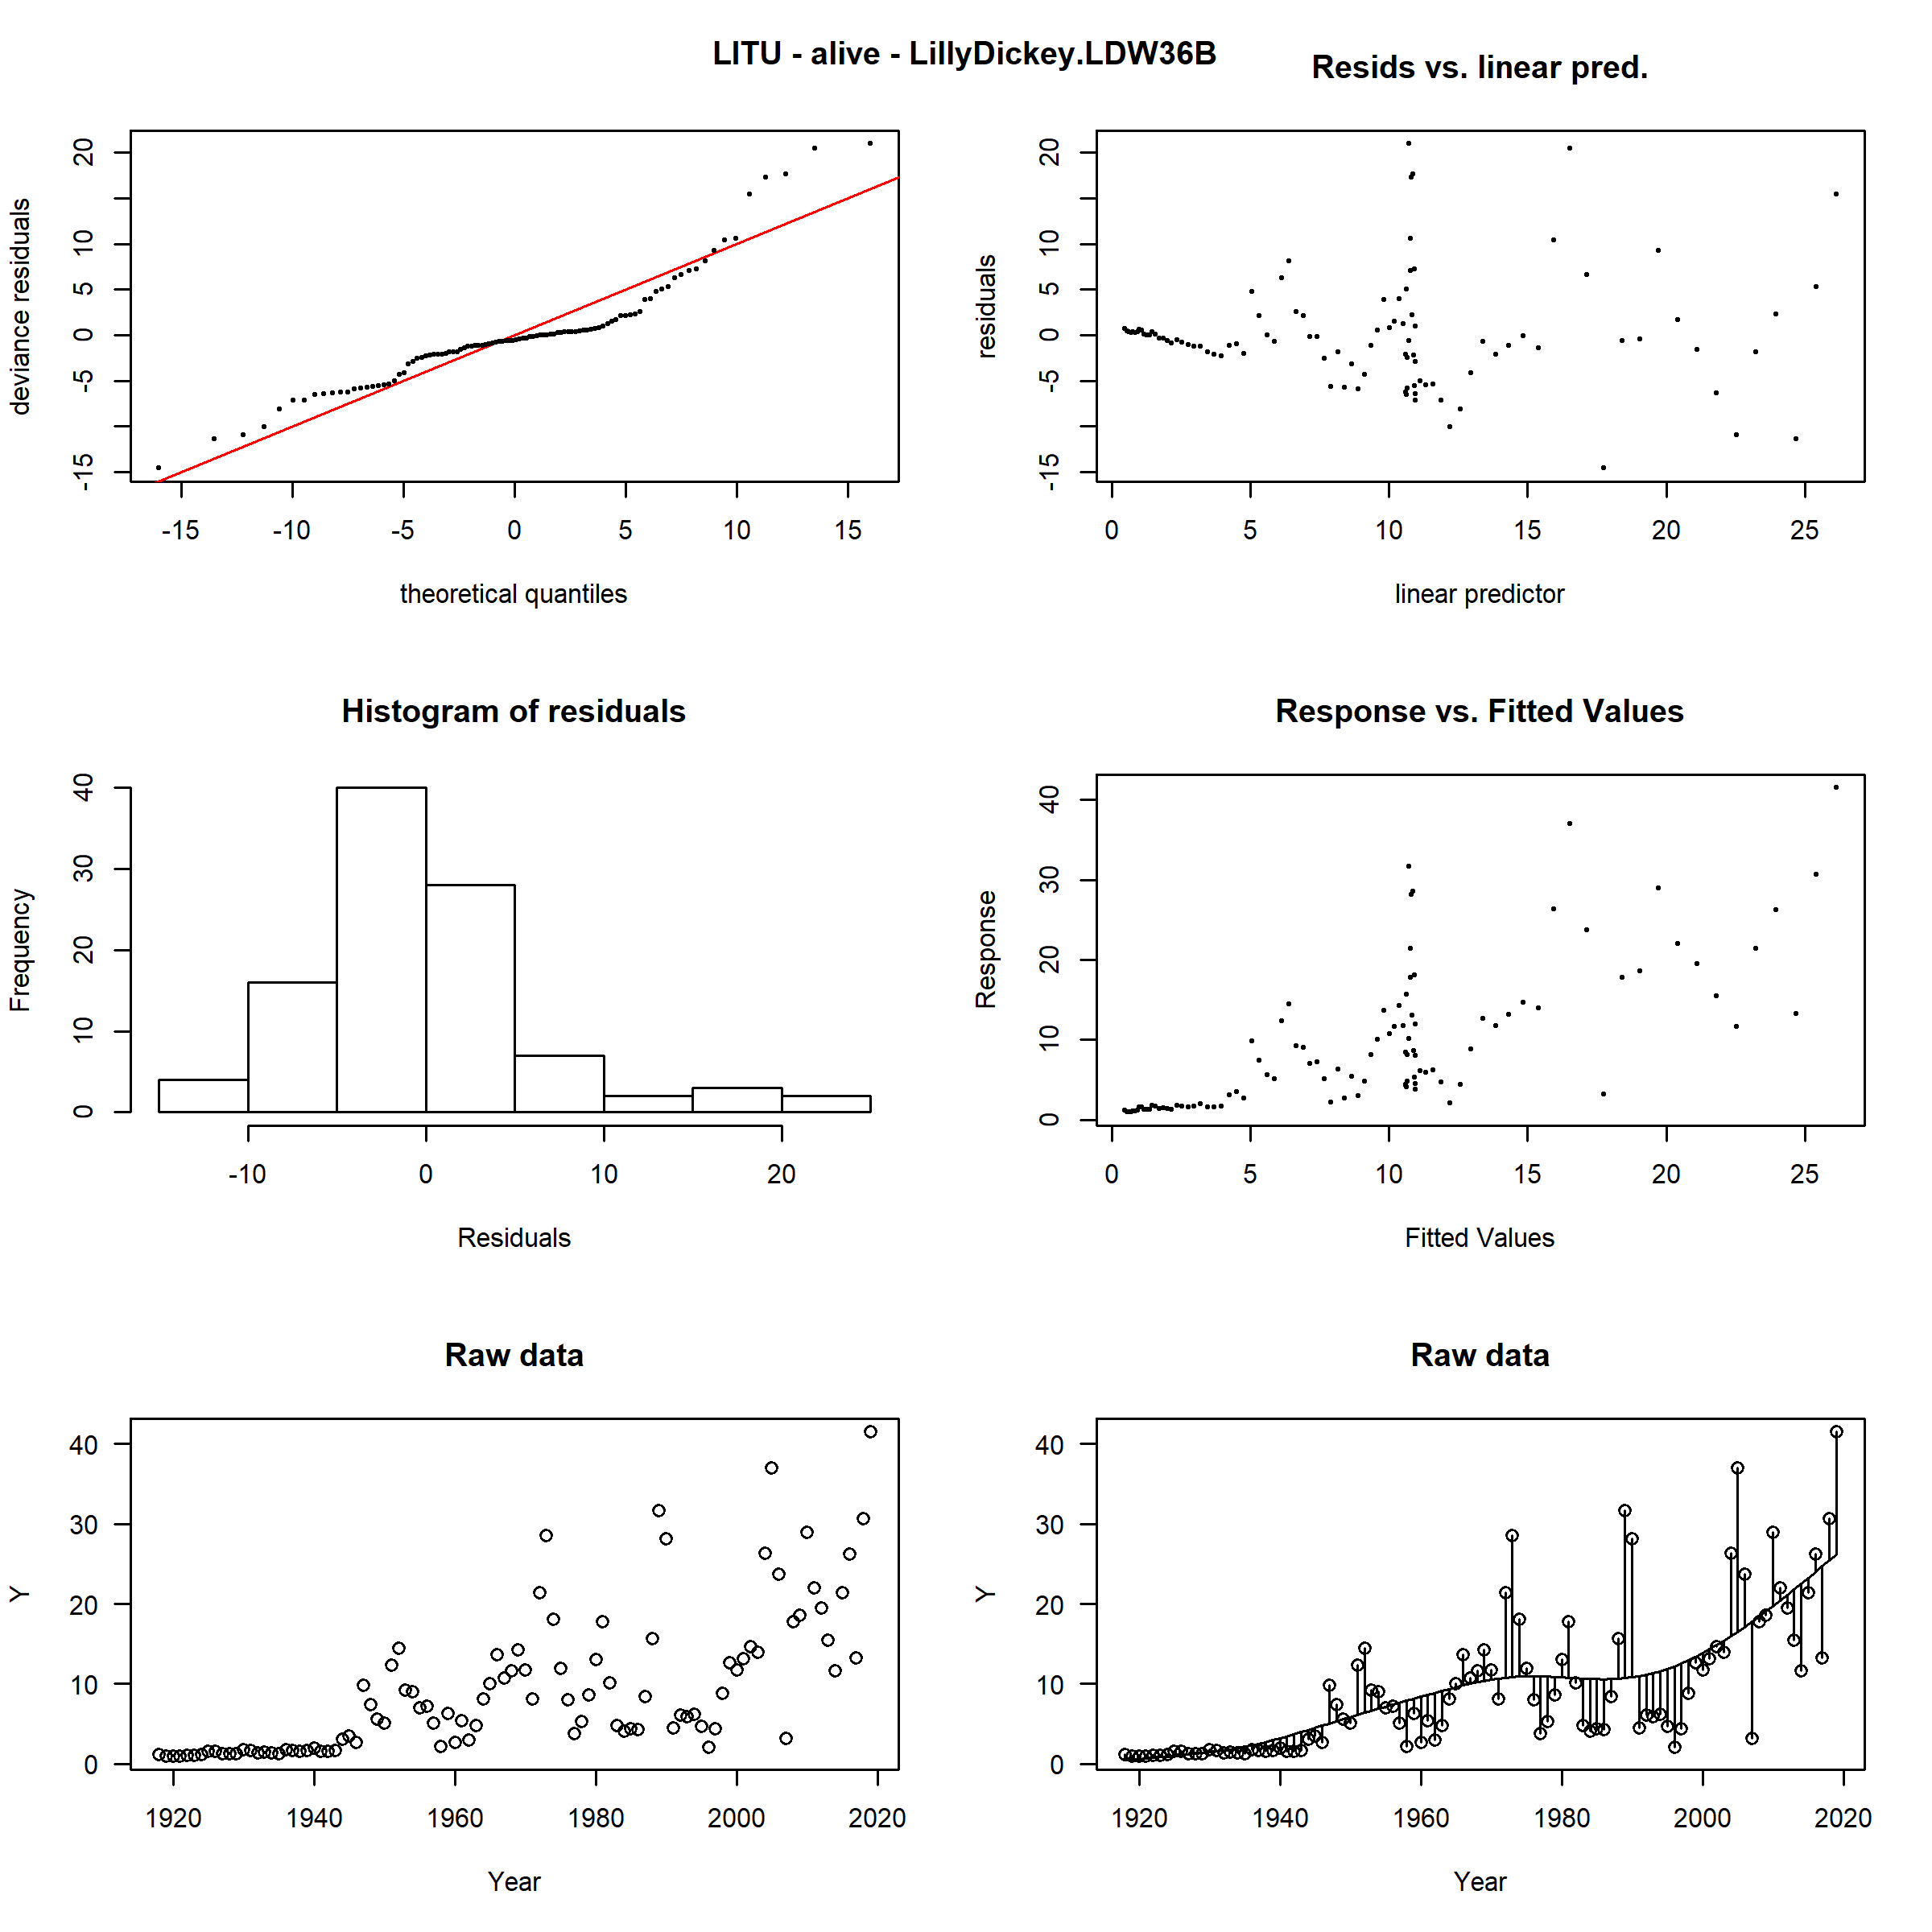 LITU - alive - LillyDickey.LDW36B
Resids vs. linear pred.
deviance residuals
-15 -5 0 5 10 20
-15 -10 -5 0 5 10 15
theoretical quantiles
residuals
-15 -5 0 5 10 20
0 5 10 15 20 25
linear predictor
Histogram of residuals
Frequency
0 10 20 30 40
-10 0 10 20
Residuals
Response vs. Fitted Values
Response
0 10 20 30 40
0 5 10 15 20 25
Fitted Values
Raw data
Y
0 10 20 30 40
1920 1940 1960 1980 2000 2020
Year
Raw data
Y
0 10 20 30 40
1920 1940 1960 1980 2000 2020
Year